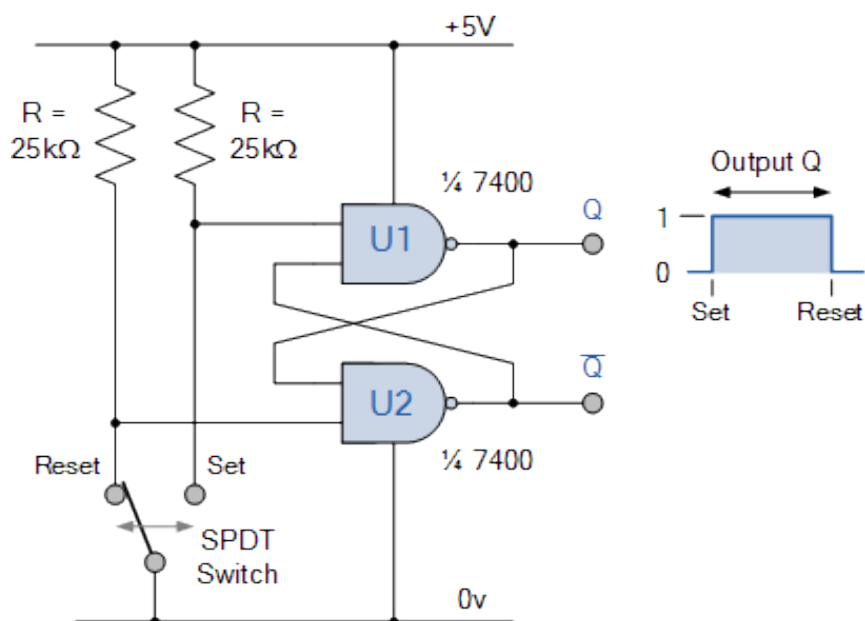 +5V
R =
25kΩ
R =
25kΩ
¼ 7400
U1
Q
Output Q
1
0
Set
Reset
U2
Q̅
¼ 7400
Reset
Set
SPDT
Switch
0v